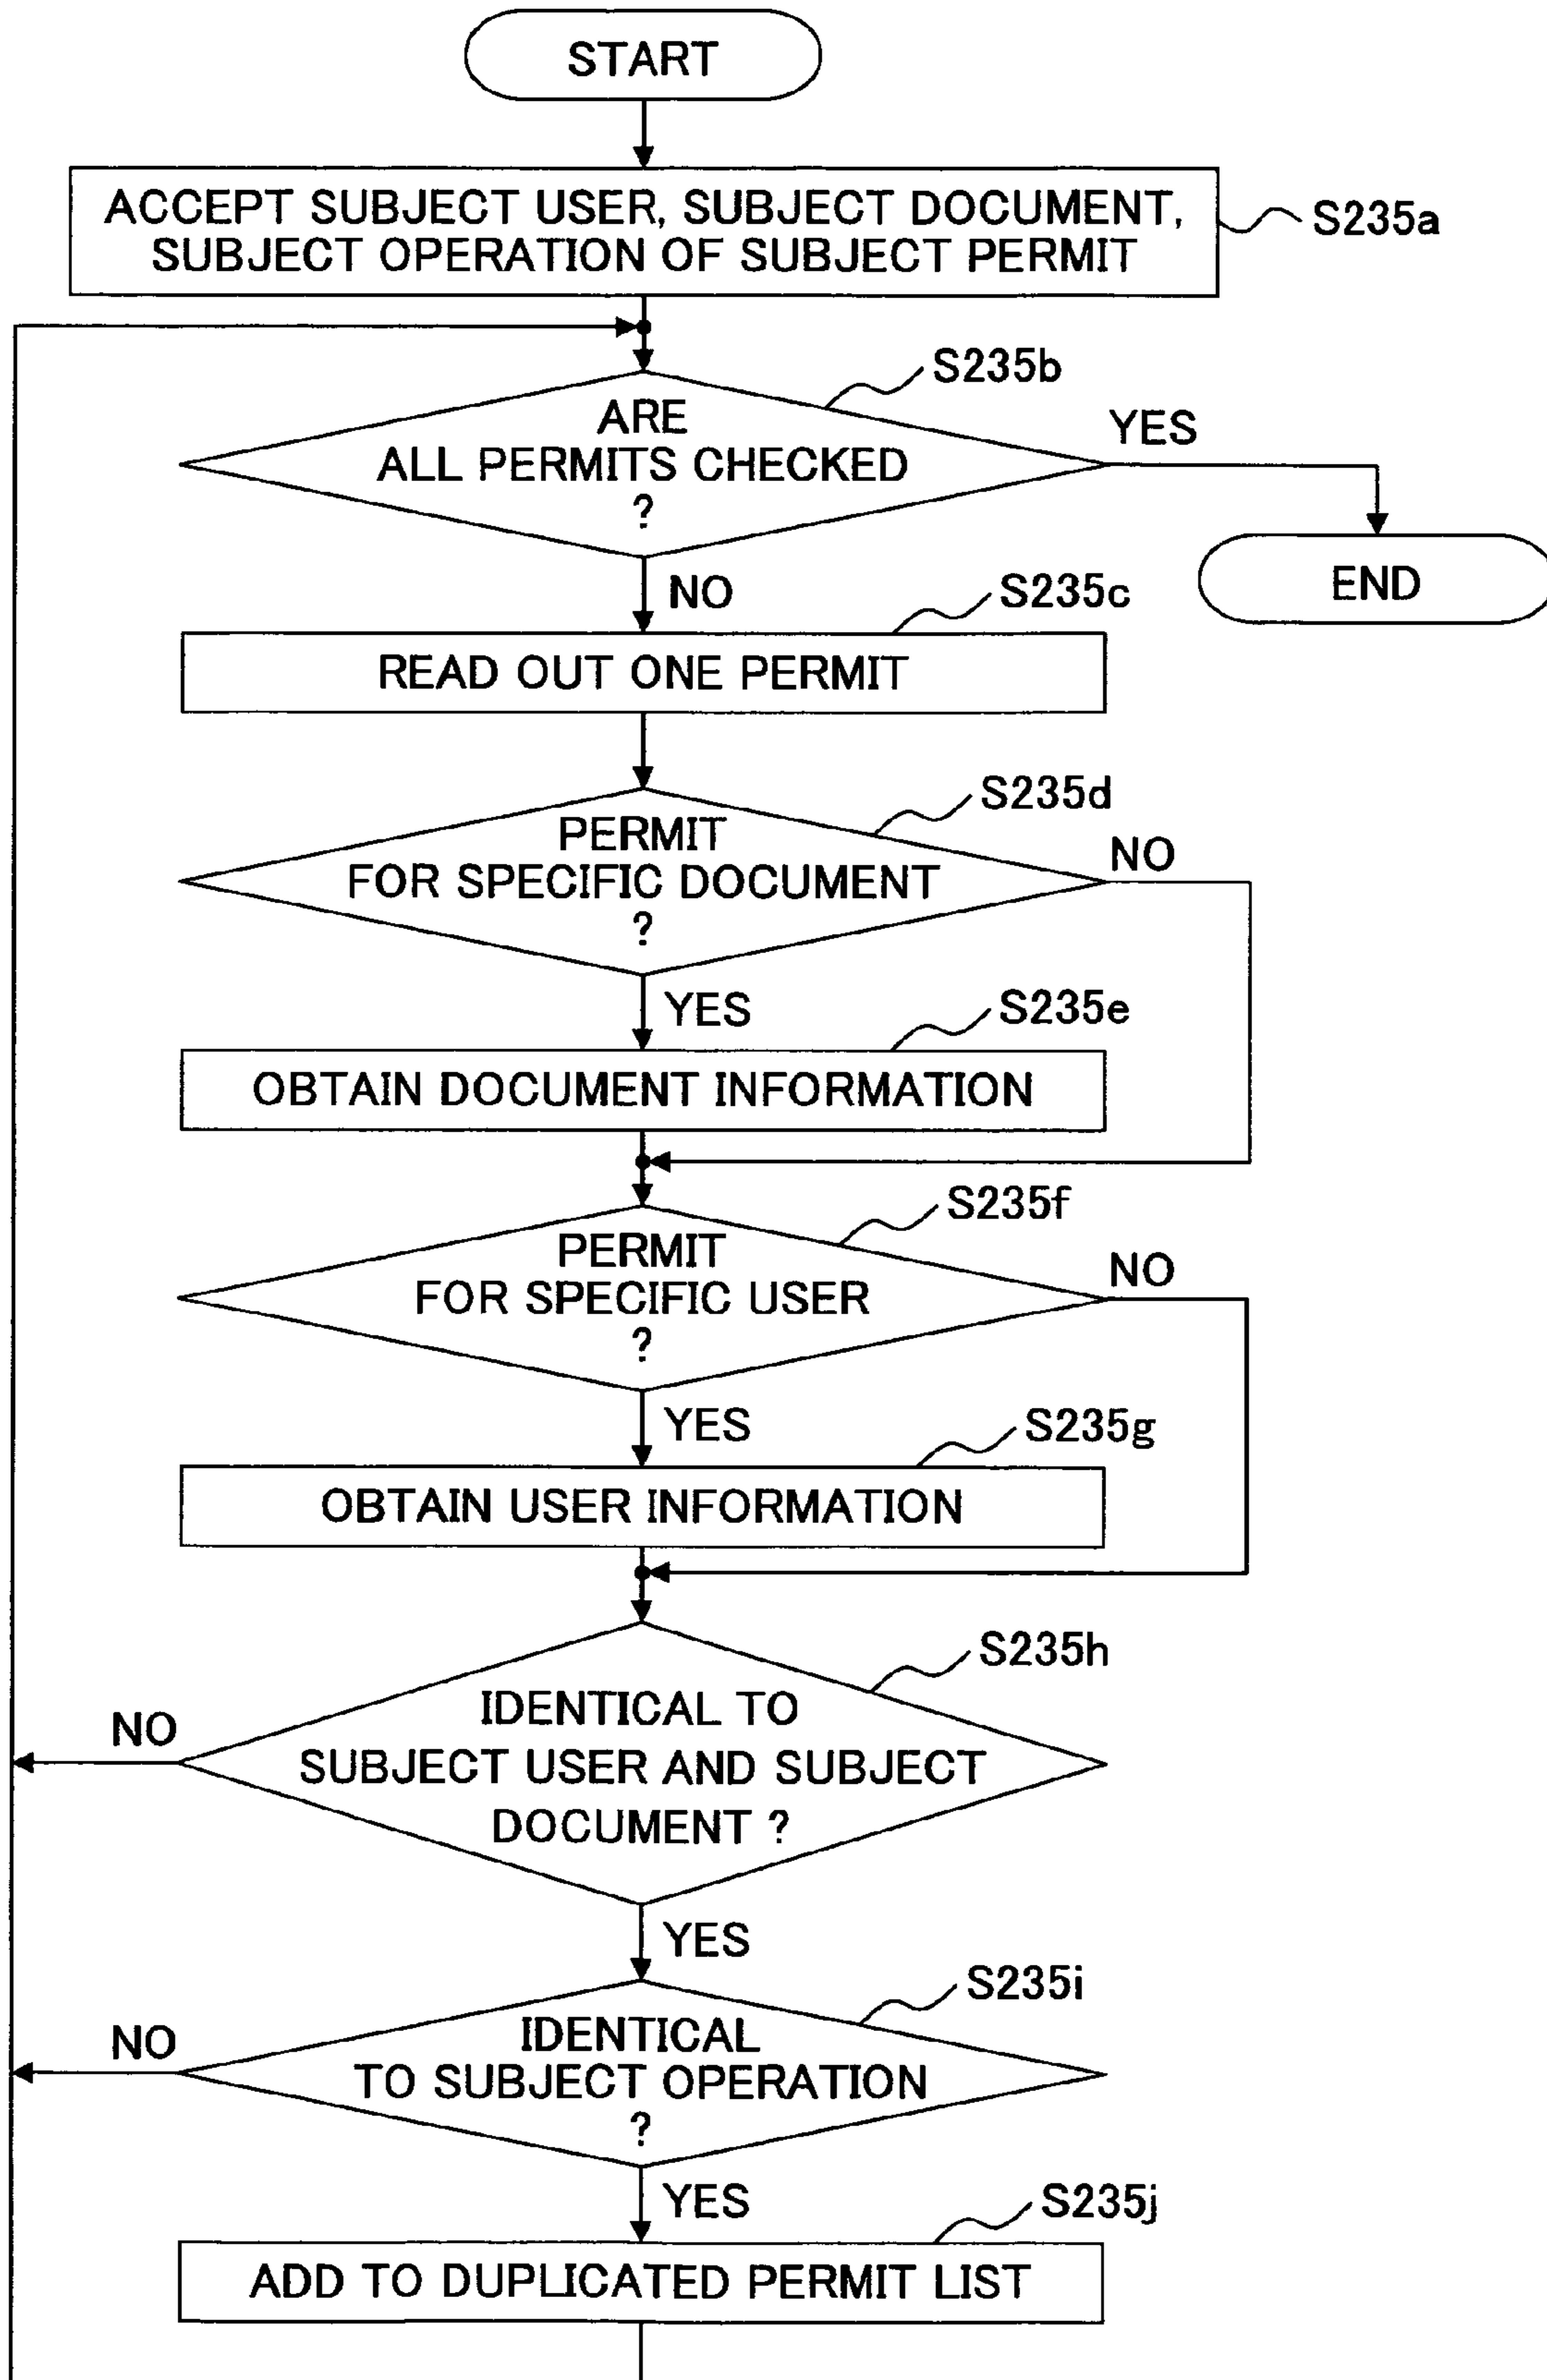 START
ACCEPT SUBJECT USER, SUBJECT DOCUMENT,
SUBJECT OPERATION OF SUBJECT PERMIT
S235a
S235b
ARE
ALL PERMITS CHECKED
?
YES
END
NO
S235c
READ OUT ONE PERMIT
S235d
PERMIT
FOR SPECIFIC DOCUMENT
?
NO
YES
S235e
OBTAIN DOCUMENT INFORMATION
S235f
PERMIT
FOR SPECIFIC USER
?
NO
YES
S235g
OBTAIN USER INFORMATION
S235h
IDENTICAL TO
SUBJECT USER AND SUBJECT
DOCUMENT ?
NO
YES
S235i
IDENTICAL
TO SUBJECT OPERATION
?
NO
YES
S235j
ADD TO DUPLICATED PERMIT LIST